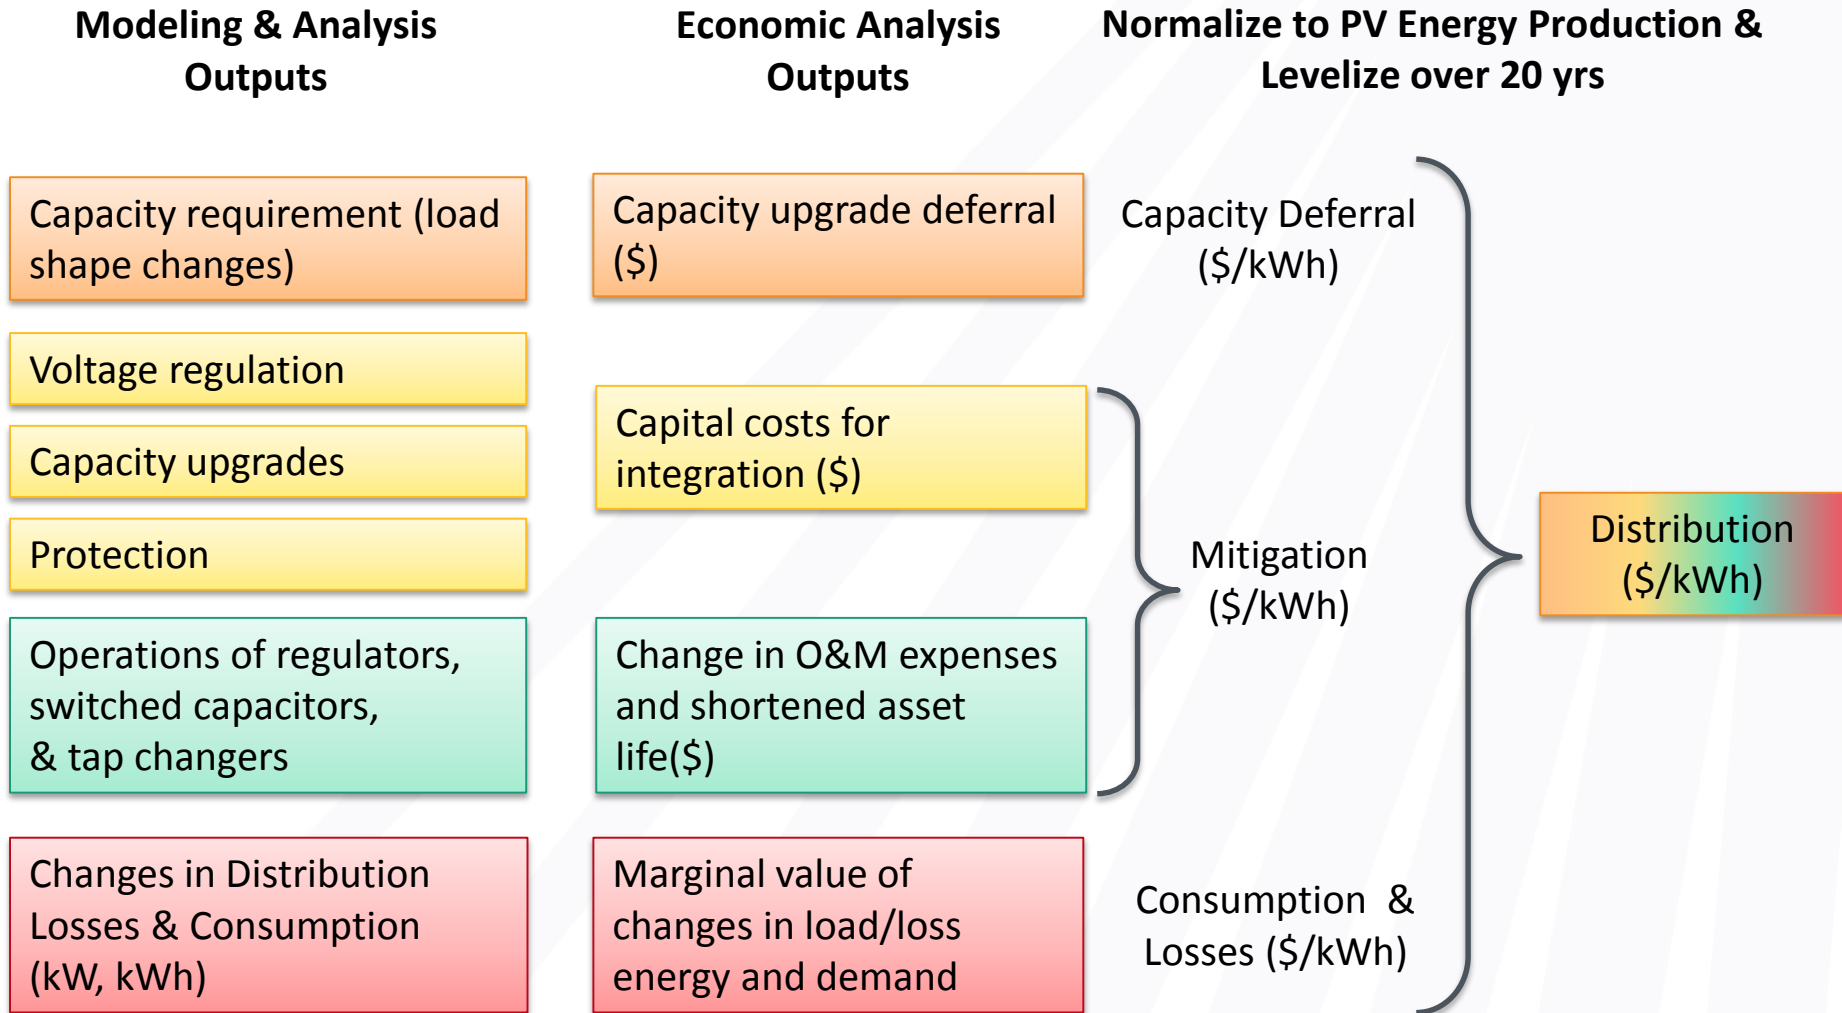 Modeling & Analysis
Outputs
Economic Analysis
Outputs
Normalize to PV Energy Production &
Levelize over 20 yrs
Capacity requirement (load
shape changes)
Capacity upgrade deferral
($)
Capacity Deferral
($/kWh)
Voltage regulation
Capacity upgrades
Protection
Capital costs for
integration ($)
Operations of regulators,
switched capacitors,
& tap changers
Change in O&M expenses
and shortened asset
life($)
Mitigation
($/kWh)
Changes in Distribution
Losses & Consumption
(kW, kWh)
Marginal value of
changes in load/loss
energy and demand
Consumption &
Losses ($/kWh)
Distribution
($/kWh)